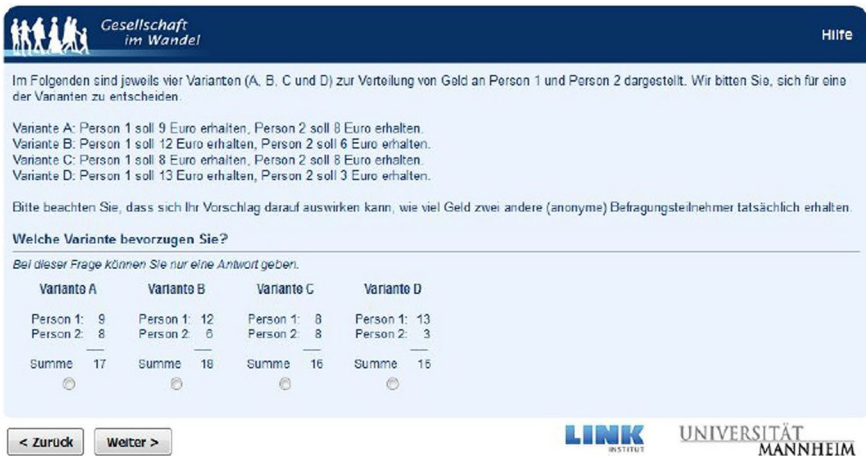 Gesellschaft
im Wandel
Hilfe
Im Folgenden sind jeweils vier Varianten (A, B, C und D) zur Verteilung von Geld an Person 1 und Person 2 dargestellt. Wir bitten Sie, sich für eine
der Varianten zu entscheiden.
Variante A: Person 1 soll 9 Euro erhalten, Person 2 soll 8 Euro erhalten.
Variante B: Person 1 soll 12 Euro erhalten, Person 2 soll 6 Euro erhalten.
Variante C: Person 1 soll 8 Euro erhalten, Person 2 soll 8 Euro erhalten.
Variante D: Person 1 soll 13 Euro erhalten, Person 2 soll 3 Euro erhalten.
Bitte beachten Sie, dass sich Ihr Vorschlag darauf auswirken kann, wie viel Geld zwei andere (anonyme) Befragungsteilnehmer tatsächlich erhalten.
Welche Variante bevorzugen Sie?
Bei dieser Frage können Sie nur eine Antwort geben.
Variante A Variante B Variante C Variante D
Person 1: 9 Person 1: 12 Person 1: 8 Person 1: 13
Person 2: 8 Person 2: 6 Person 2: 8 Person 2: 3
Summe 17 Summe 18 Summe 16 Summe 16
< Zurück Weiter >
LINK
INSTITUT
UNIVERSITÄT
MANNHEIM